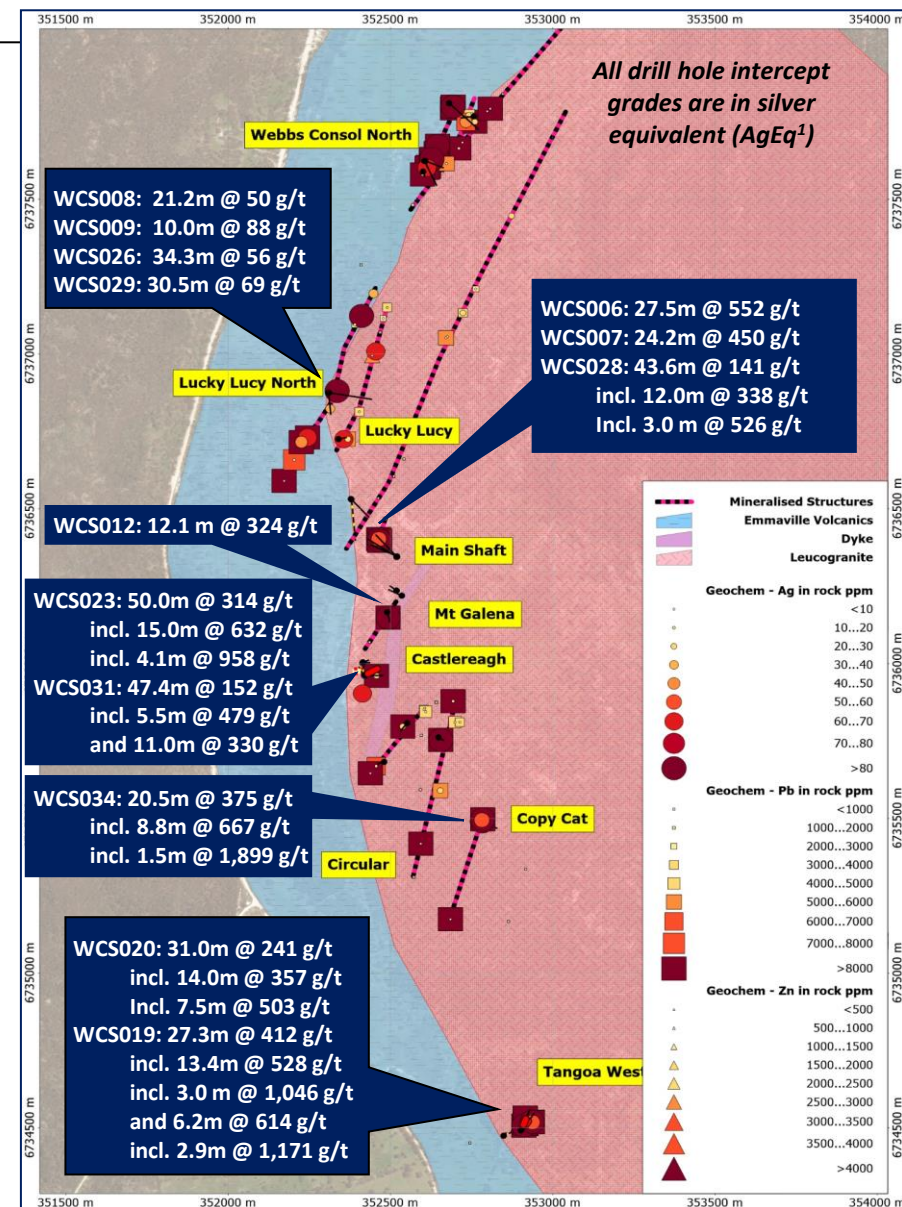 351500 m 352000 m 352500 m 353000 m 353500 m 354000 m
All drill hole intercept
grades are in silver
equivalent (AgEq¹)
Webbs Consol North
6737500 m
6737500 m
WCS008: 21.2m @ 50 g/t
WCS009: 10.0m @ 88 g/t
WCS026: 34.3m @ 56 g/t
WCS029: 30.5m @ 69 g/t
WCS006: 27.5m @ 552 g/t
WCS007: 24.2m @ 450 g/t
WCS028: 43.6m @ 141 g/t
incl. 12.0m @ 338 g/t
Incl. 3.0 m @ 526 g/t
6737000 m
6737000 m
Lucky Lucy North
Lucky Lucy
6736500 m
6736500 m
WCS012: 12.1 m @ 324 g/t
Main Shaft
Mt Galena
Castlereagh
WCS023: 50.0m @ 314 g/t
incl. 15.0m @ 632 g/t
incl. 4.1m @ 958 g/t
WCS031: 47.4m @ 152 g/t
incl. 5.5m @ 479 g/t
and 11.0m @ 330 g/t
6736000 m
6736000 m
WCS034: 20.5m @ 375 g/t
incl. 8.8m @ 667 g/t
incl. 1.5m @ 1,899 g/t
Copy Cat
Circular
6735500 m
6735500 m
WCS020: 31.0m @ 241 g/t
incl. 14.0m @ 357 g/t
Incl. 7.5m @ 503 g/t
WCS019: 27.3m @ 412 g/t
incl. 13.4m @ 528 g/t
incl. 3.0 m @ 1,046 g/t
and 6.2m @ 614 g/t
incl. 2.9m @ 1,171 g/t
6735000 m
6735000 m
Tangoa West
6734500 m
6734500 m
Mineralised Structures
Emmaville Volcanics
Dyke
Leucogranite
Geochem - Ag in rock ppm
<10
10...20
20...30
30...40
40...50
50...60
60...70
70...80
>80
Geochem - Pb in rock ppm
<1000
1000...2000
2000...3000
3000...4000
4000...5000
5000...6000
6000...7000
7000...8000
>8000
Geochem - Zn in rock ppm
<500
500...1000
1000...1500
1500...2000
2000...2500
2500...3000
3000...3500
3500...4000
>4000
351500 m 352000 m 352500 m 353000 m 353500 m 354000 m